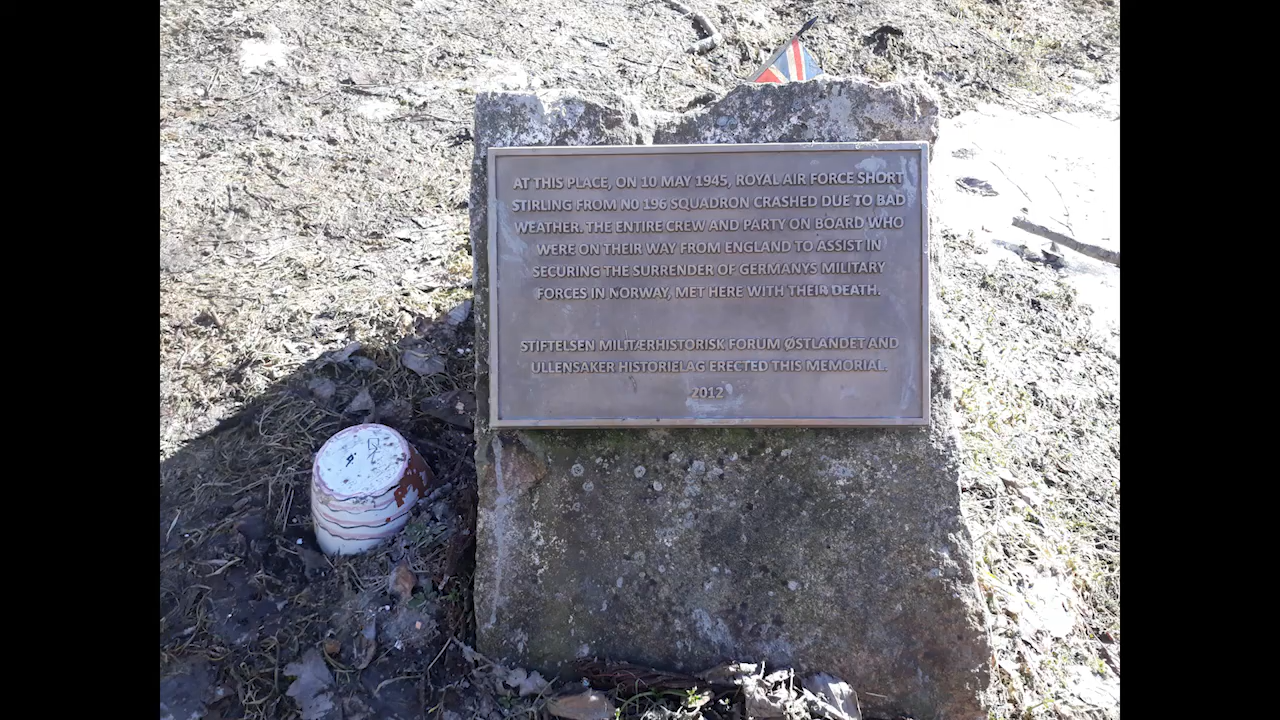 AT THIS PLACE, ON 10 MAY 1945, ROYAL AIR FORCE SHORT
STIRLING FROM NO 196 SQUADRON CRASHED DUE TO BAD
WEATHER. THE ENTIRE CREW AND PARTY ON BOARD WHO
WERE ON THEIR WAY FROM ENGLAND TO ASSIST IN
SECURING THE SURRENDER OF GERMANYS MILITARY
FORCES IN NORWAY, MET HERE WITH THEIR DEATH.
STIFTELSEN MILITÆRHISTORISK FORUM ØSTLANDET AND
ULLENSAKER HISTORIELAG ERECTED THIS MEMORIAL.
2012